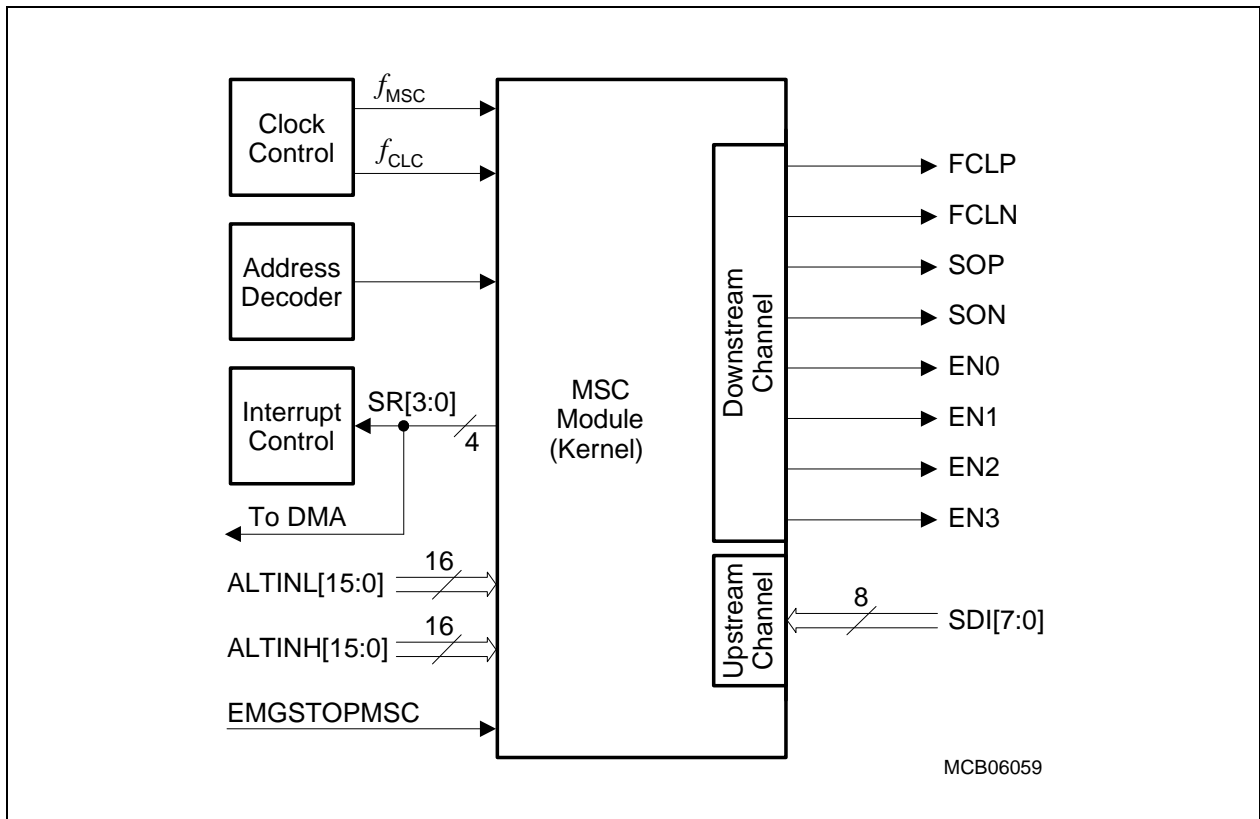 Clock
Control
fMSC
fCLC
Address
Decoder
Interrupt
Control
SR[3:0]
4
To DMA
ALTINL[15:0]
16
ALTINH[15:0]
16
EMGSTOPMSC
MSC
Module
(Kernel)
Downstream
Channel
Upstream
Channel
FCLP
FCLN
SOP
SON
EN0
EN1
EN2
EN3
8
SDI[7:0]
MCB06059